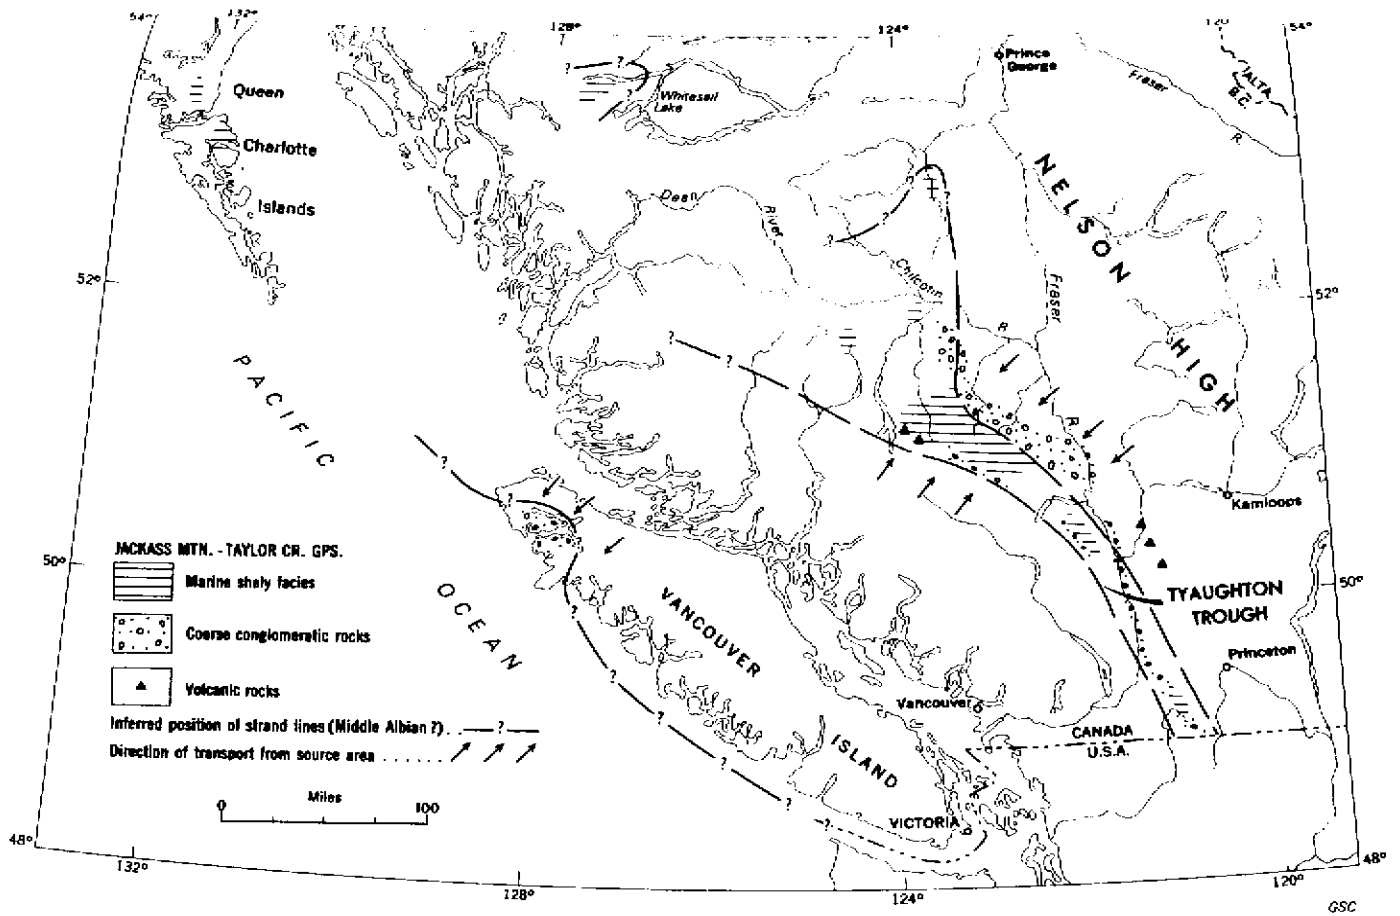 54°
132°
128°
124°
120°
54°
Prince
George
Fraser
R.
ALTA
B.C.
Queen
Charlotte
Islands
Whitesail
Lake
NELSON
HIGH
Dean
River
Chilcotin
R.
Fraser
R.
52°
52°
PACIFIC
OCEAN
Kamloops
50°
50°
TYAUGHTON
TROUGH
Princeton
VANCOUVER
ISLAND
Vancouver
CANADA
U.S.A.
VICTORIA
JACKASS MTN. - TAYLOR CR. GPS.
Marine shaly facies
Coarse conglomeratic rocks
Volcanic rocks
Inferred position of strand lines (Middle Albian ?) . . — ? —
Direction of transport from source area . . . . . .
Miles
0 100
48°
132°
128°
124°
120°
48°
GSC